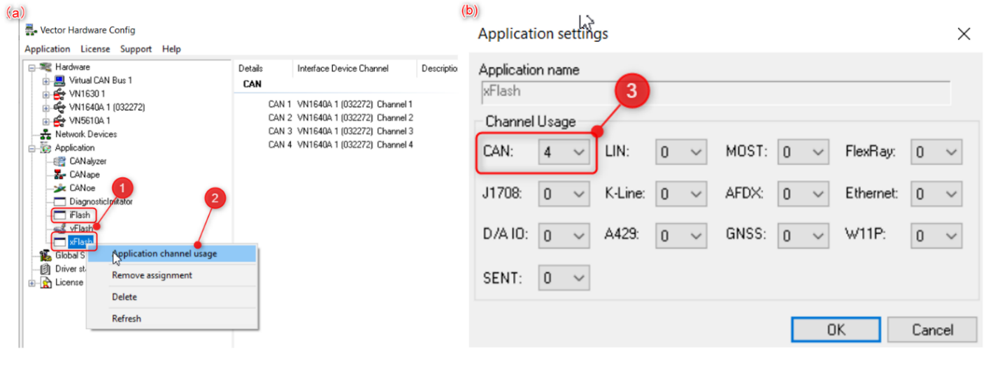 (a)
Vector Hardware Config
Application License Support Help
Hardware
Virtual CAN Bus 1
VN1630 1
VN1640A 1 (032272)
VN5610A 1
Network Devices
Application
CANalyzer
CANape
CANoe
DiagnosticImitator
iFlash
vFlash
xFlash
Global S
Driver st
License
1
2
Application channel usage
Remove assignment
Delete
Refresh
Details Interface Device Channel Descriptio
CAN
CAN 1 VN1640A 1 (032272) Channel 1
CAN 2 VN1640A 1 (032272) Channel 2
CAN 3 VN1640A 1 (032272) Channel 3
CAN 4 VN1640A 1 (032272) Channel 4
(b)
Application settings
Application name
xFlash
3
Channel Usage
CAN: 4 LIN: 0 MOST: 0 FlexRay: 0
J1708: 0 K-Line: 0 AFDX: 0 Ethernet: 0
D/A IO: 0 A429: 0 GNSS: 0 W11P: 0
SENT: 0
OK Cancel